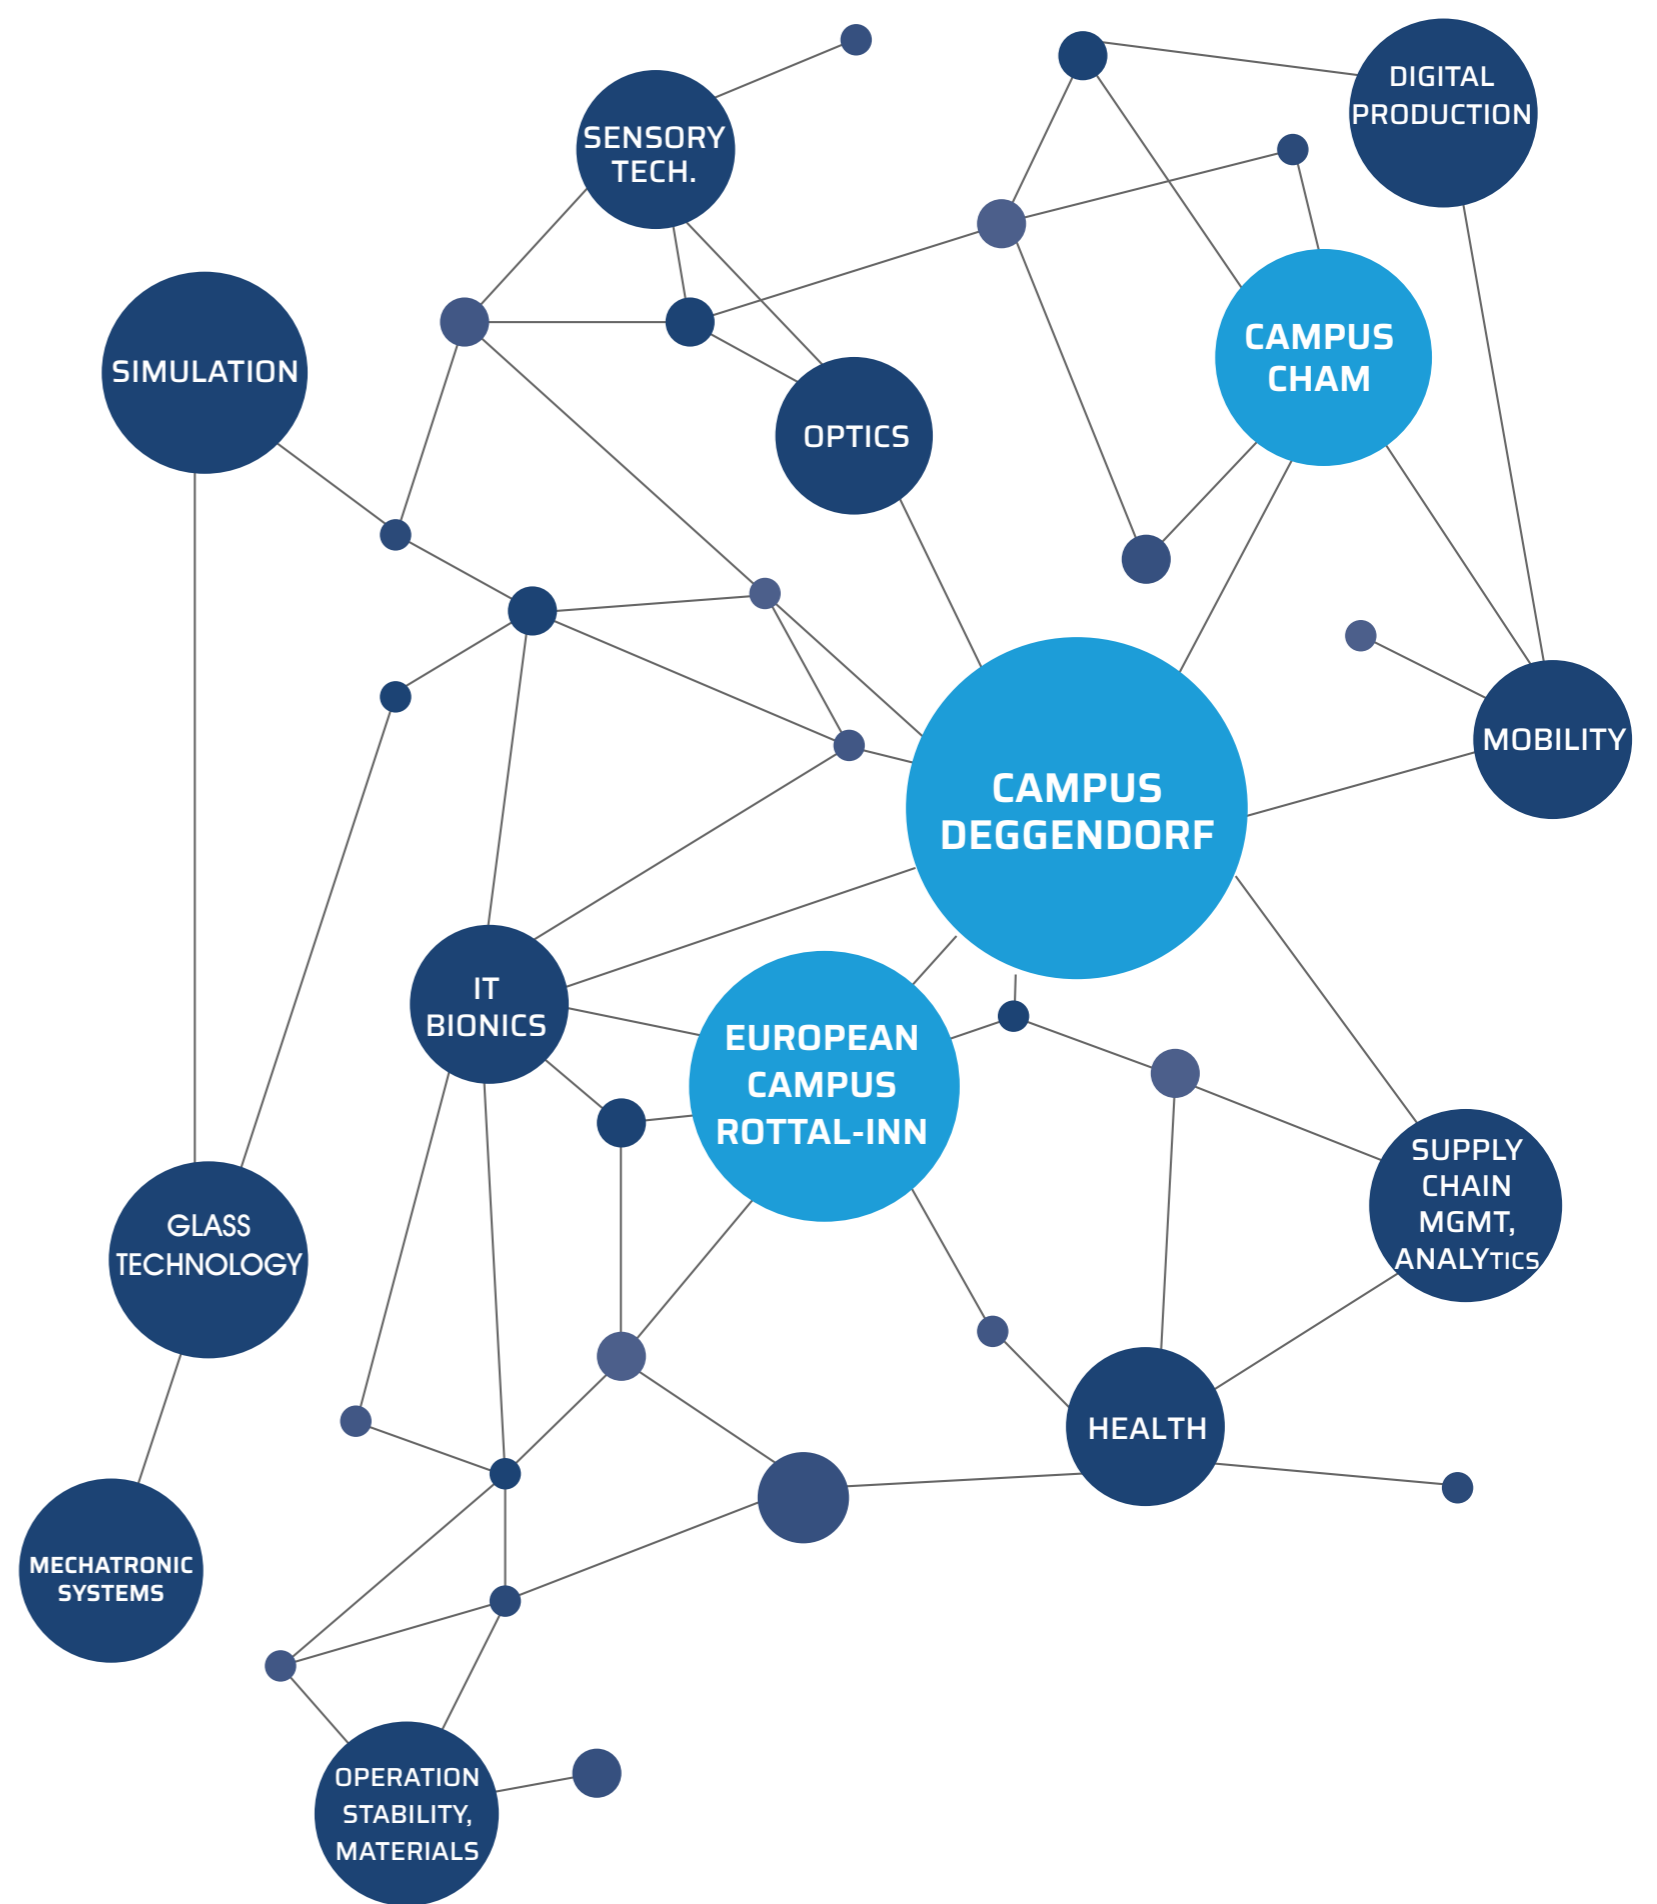 DIGITAL
PRODUCTION
SENSORY
TECH.
SIMULATION
CAMPUS
CHAM
OPTICS
MOBILITY
CAMPUS
DEGGENDORF
IT
BIONICS
EUROPEAN
CAMPUS
ROTTAL-INN
SUPPLY
CHAIN
MGMT,
ANALYTICS
GLASS
TECHNOLOGY
HEALTH
MECHATRONIC
SYSTEMS
OPERATION
STABILITY,
MATERIALS